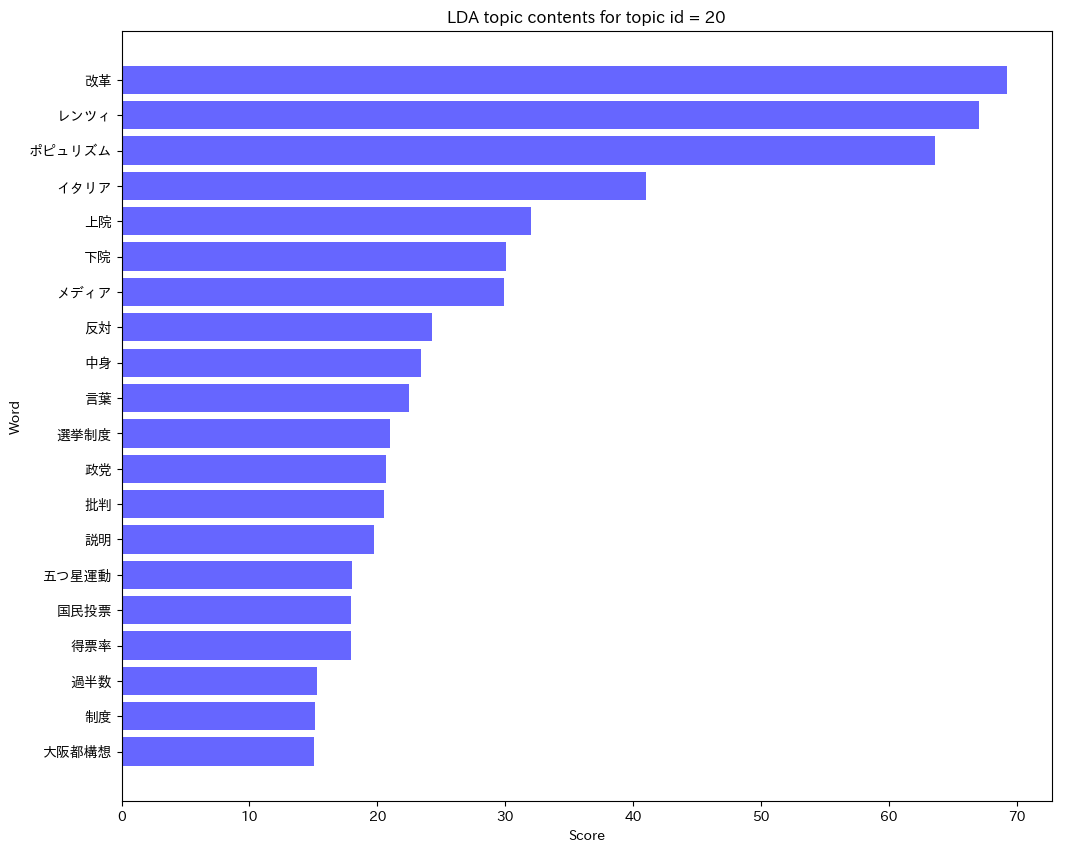 LDA topic contents for topic id = 20
Word
改革
レンツィ
ポピュリズム
イタリア
上院
下院
メディア
反対
中身
言葉
選挙制度
政党
批判
説明
五つ星運動
国民投票
得票率
過半数
制度
大阪都構想
0 10 20 30 40 50 60 70
Score